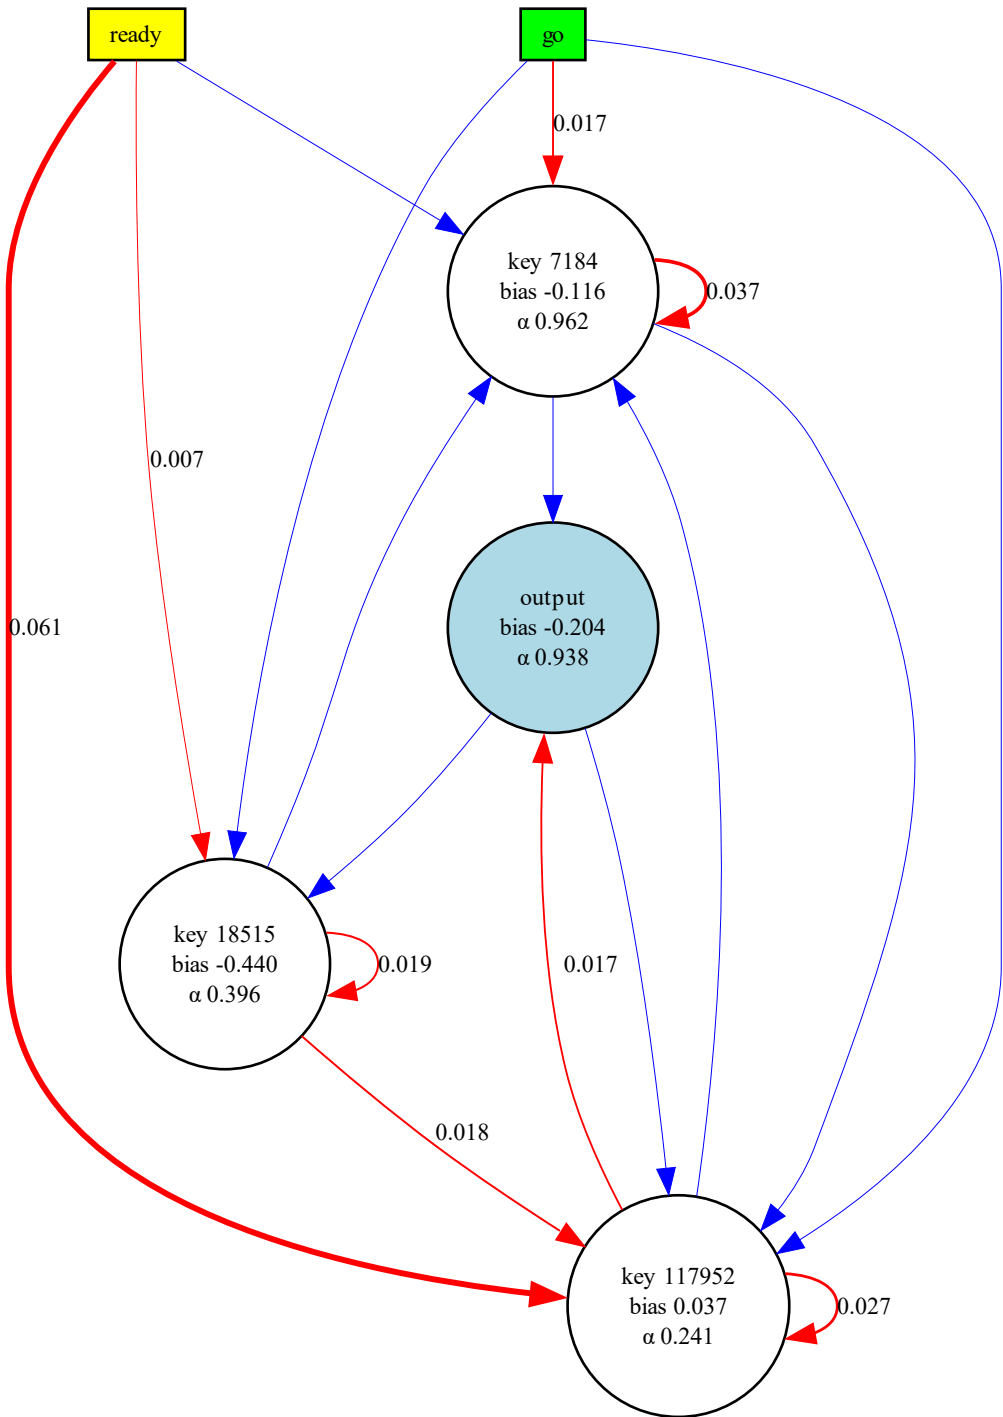 ready
go
0.017
key 7184
bias -0.116
α 0.962
0.037
0.007
output
bias -0.204
α 0.938
0.061
key 18515
bias -0.440
α 0.396
0.019
0.017
0.018
key 117952
bias 0.037
α 0.241
0.027